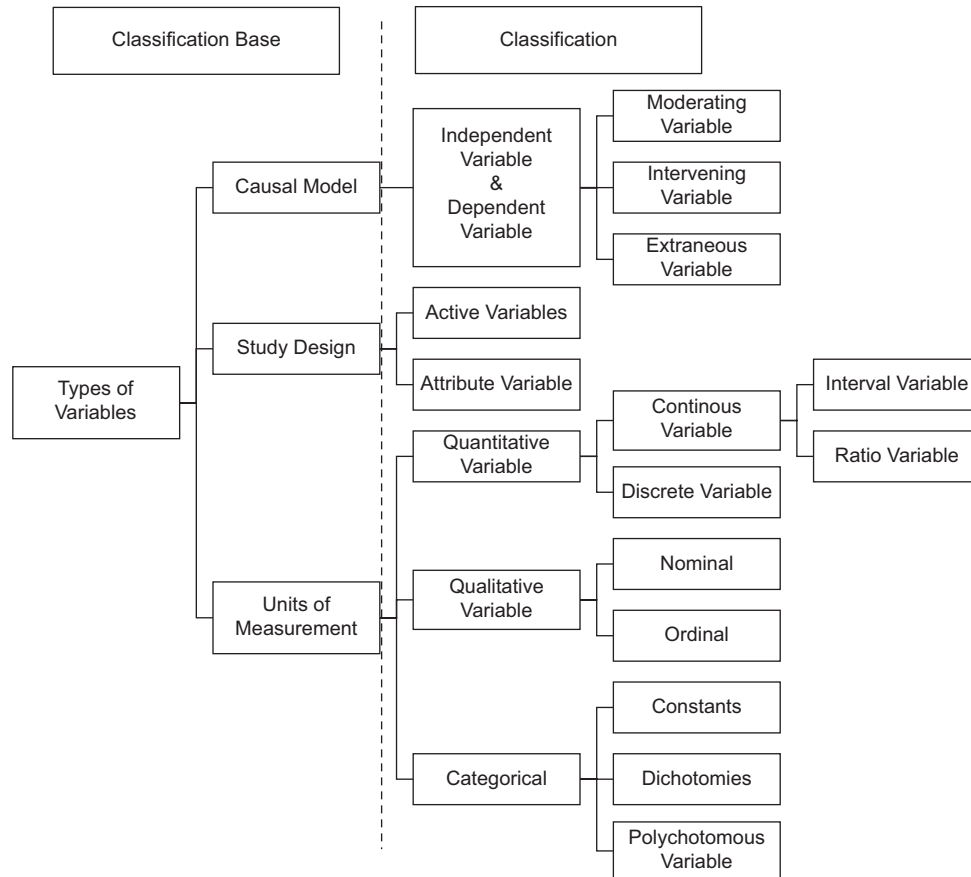 Classification Base
Classification
Types of
Variables
Causal Model
Independent
Variable
&
Dependent
Variable
Moderating
Variable
Intervening
Variable
Extraneous
Variable
Study Design
Active Variables
Attribute Variable
Units of
Measurement
Quantitative
Variable
Continous
Variable
Interval Variable
Ratio Variable
Discrete Variable
Qualitative
Variable
Nominal
Ordinal
Categorical
Constants
Dichotomies
Polychotomous
Variable